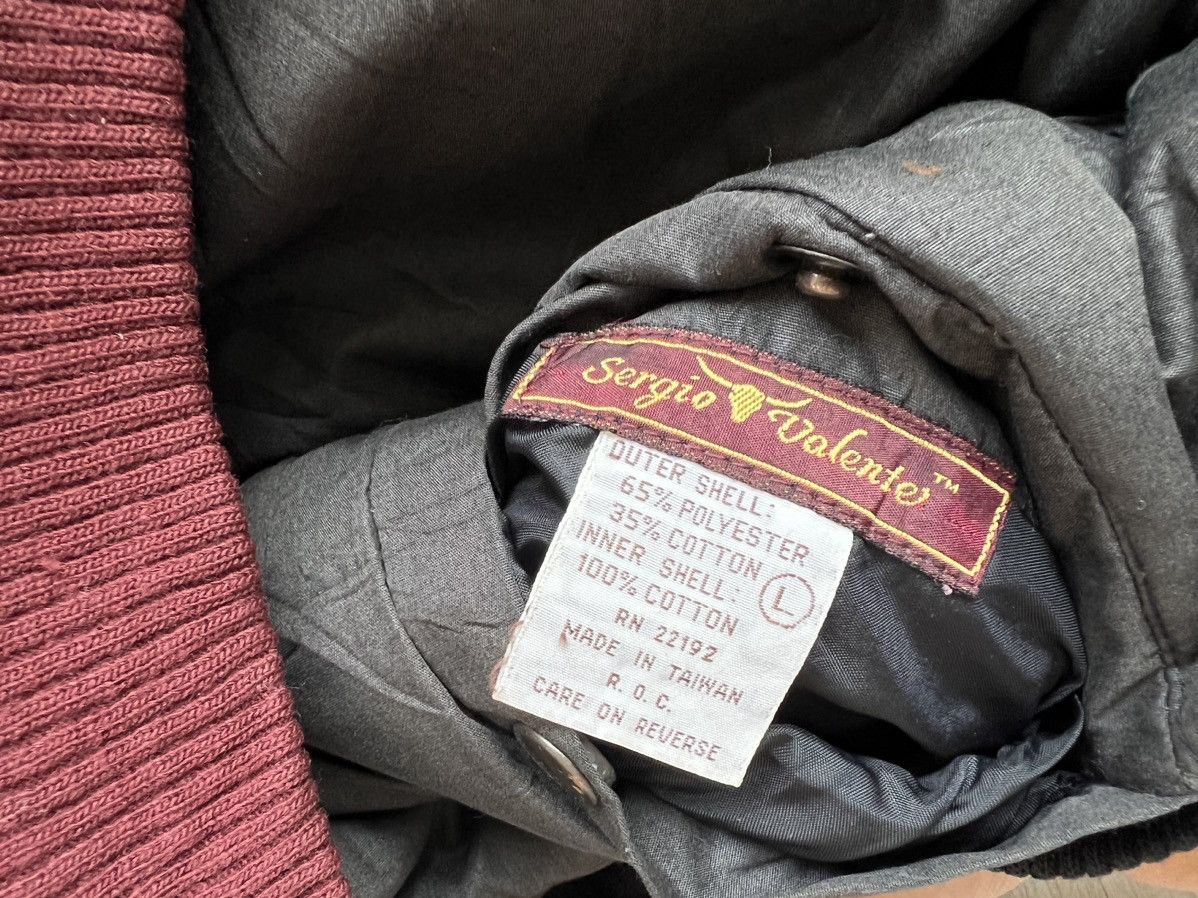 Sergio Valente™
OUTER SHELL:
65% POLYESTER
35% COTTON
INNER SHELL: L
100% COTTON
RN 22192
MADE IN TAIWAN
R.O.C.
CARE ON REVERSE